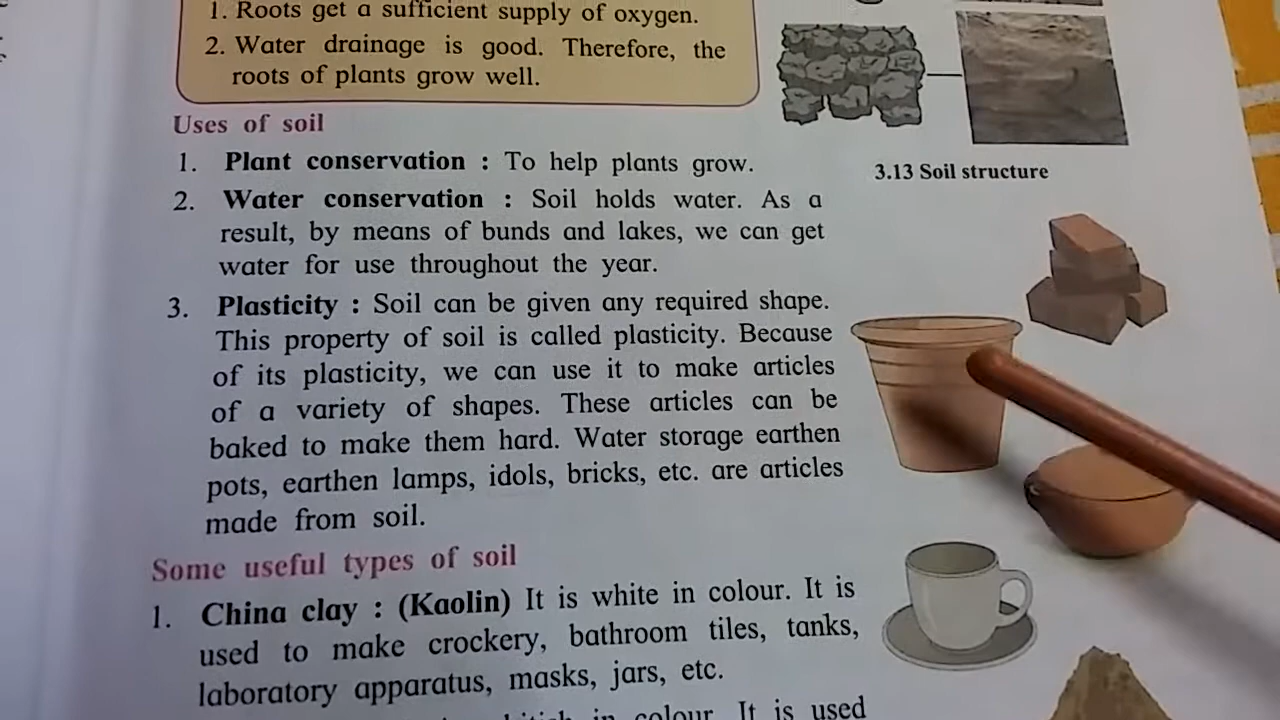 1. Roots get a sufficient supply of oxygen.
2. Water drainage is good. Therefore, the
roots of plants grow well.
Uses of soil
1. Plant conservation : To help plants grow.
2. Water conservation : Soil holds water. As a
result, by means of bunds and lakes, we can get
water for use throughout the year.
3. Plasticity : Soil can be given any required shape.
This property of soil is called plasticity. Because
of its plasticity, we can use it to make articles
of a variety of shapes. These articles can be
baked to make them hard. Water storage earthen
pots, earthen lamps, idols, bricks, etc. are articles
made from soil.
Some useful types of soil
1. China clay : (Kaolin) It is white in colour. It is
used to make crockery, bathroom tiles, tanks,
laboratory apparatus, masks, jars, etc.
in colour. It is used
3.13 Soil structure